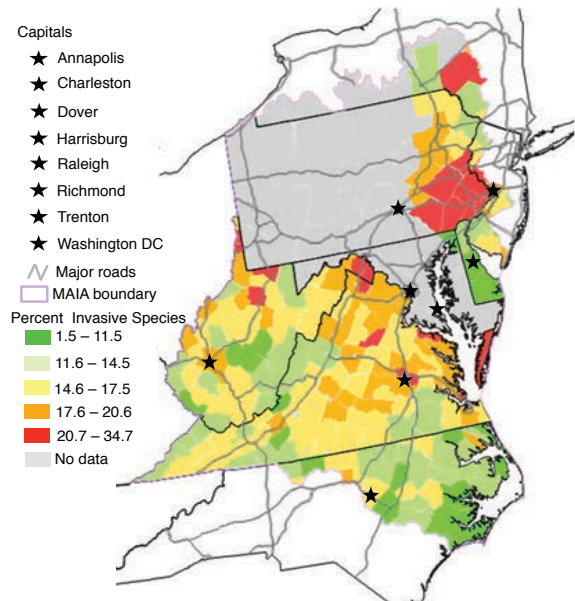 Capitals
Annapolis
Charleston
Dover
Harrisburg
Raleigh
Richmond
Trenton
Washington DC
Major roads
MAIA boundary
Percent Invasive Species
1.5 – 11.5
11.6 – 14.5
14.6 – 17.5
17.6 – 20.6
20.7 – 34.7
No data